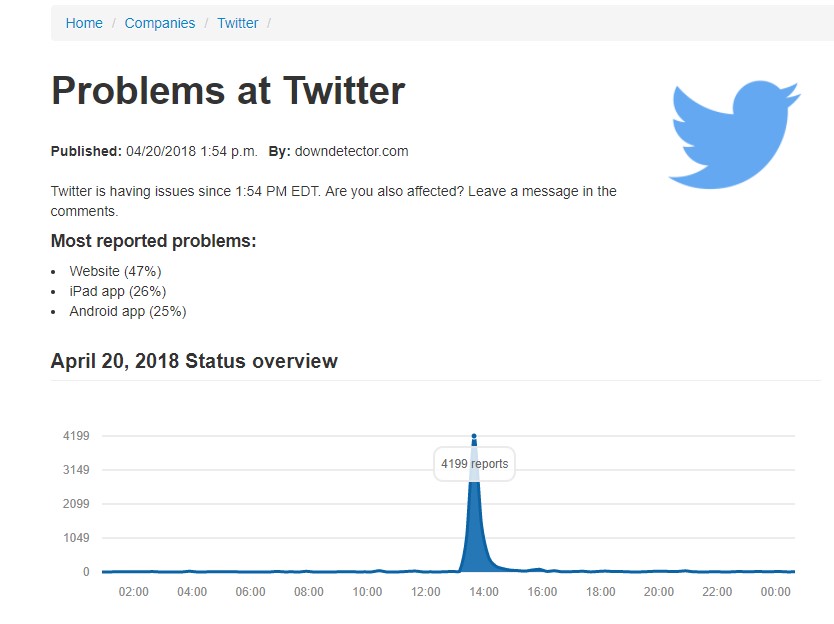 Home / Companies / Twitter /
Problems at Twitter
Published: 04/20/2018 1:54 p.m. By: downdetector.com
Twitter is having issues since 1:54 PM EDT. Are you also affected? Leave a message in the
comments.
Most reported problems:
• Website (47%)
• iPad app (26%)
• Android app (25%)
April 20, 2018 Status overview
4199
4199 reports
3149
2099
1049
0
02:00 04:00 06:00 08:00 10:00 12:00 14:00 16:00 18:00 20:00 22:00 00:00